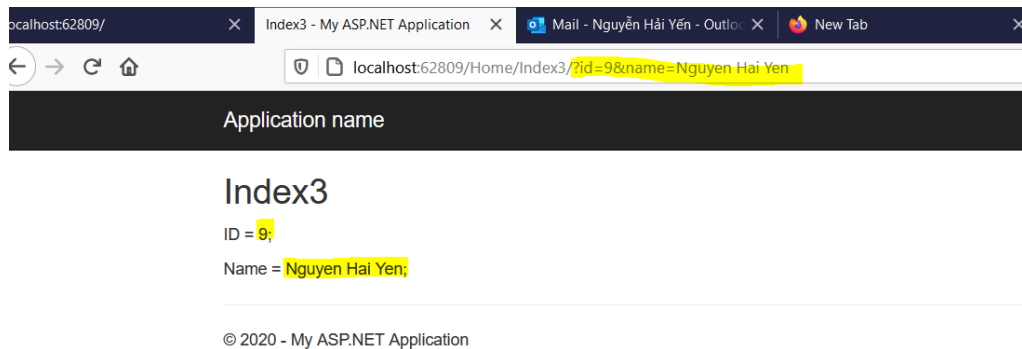 ocalhost:62809/ Index3 - My ASP.NET Application Mail - Nguyễn Hải Yến - Outloo New Tab
localhost:62809/Home/Index3/?id=9&name=Nguyen Hai Yen
Application name
Index3
ID = 9;
Name = Nguyen Hai Yen;
© 2020 - My ASP.NET Application